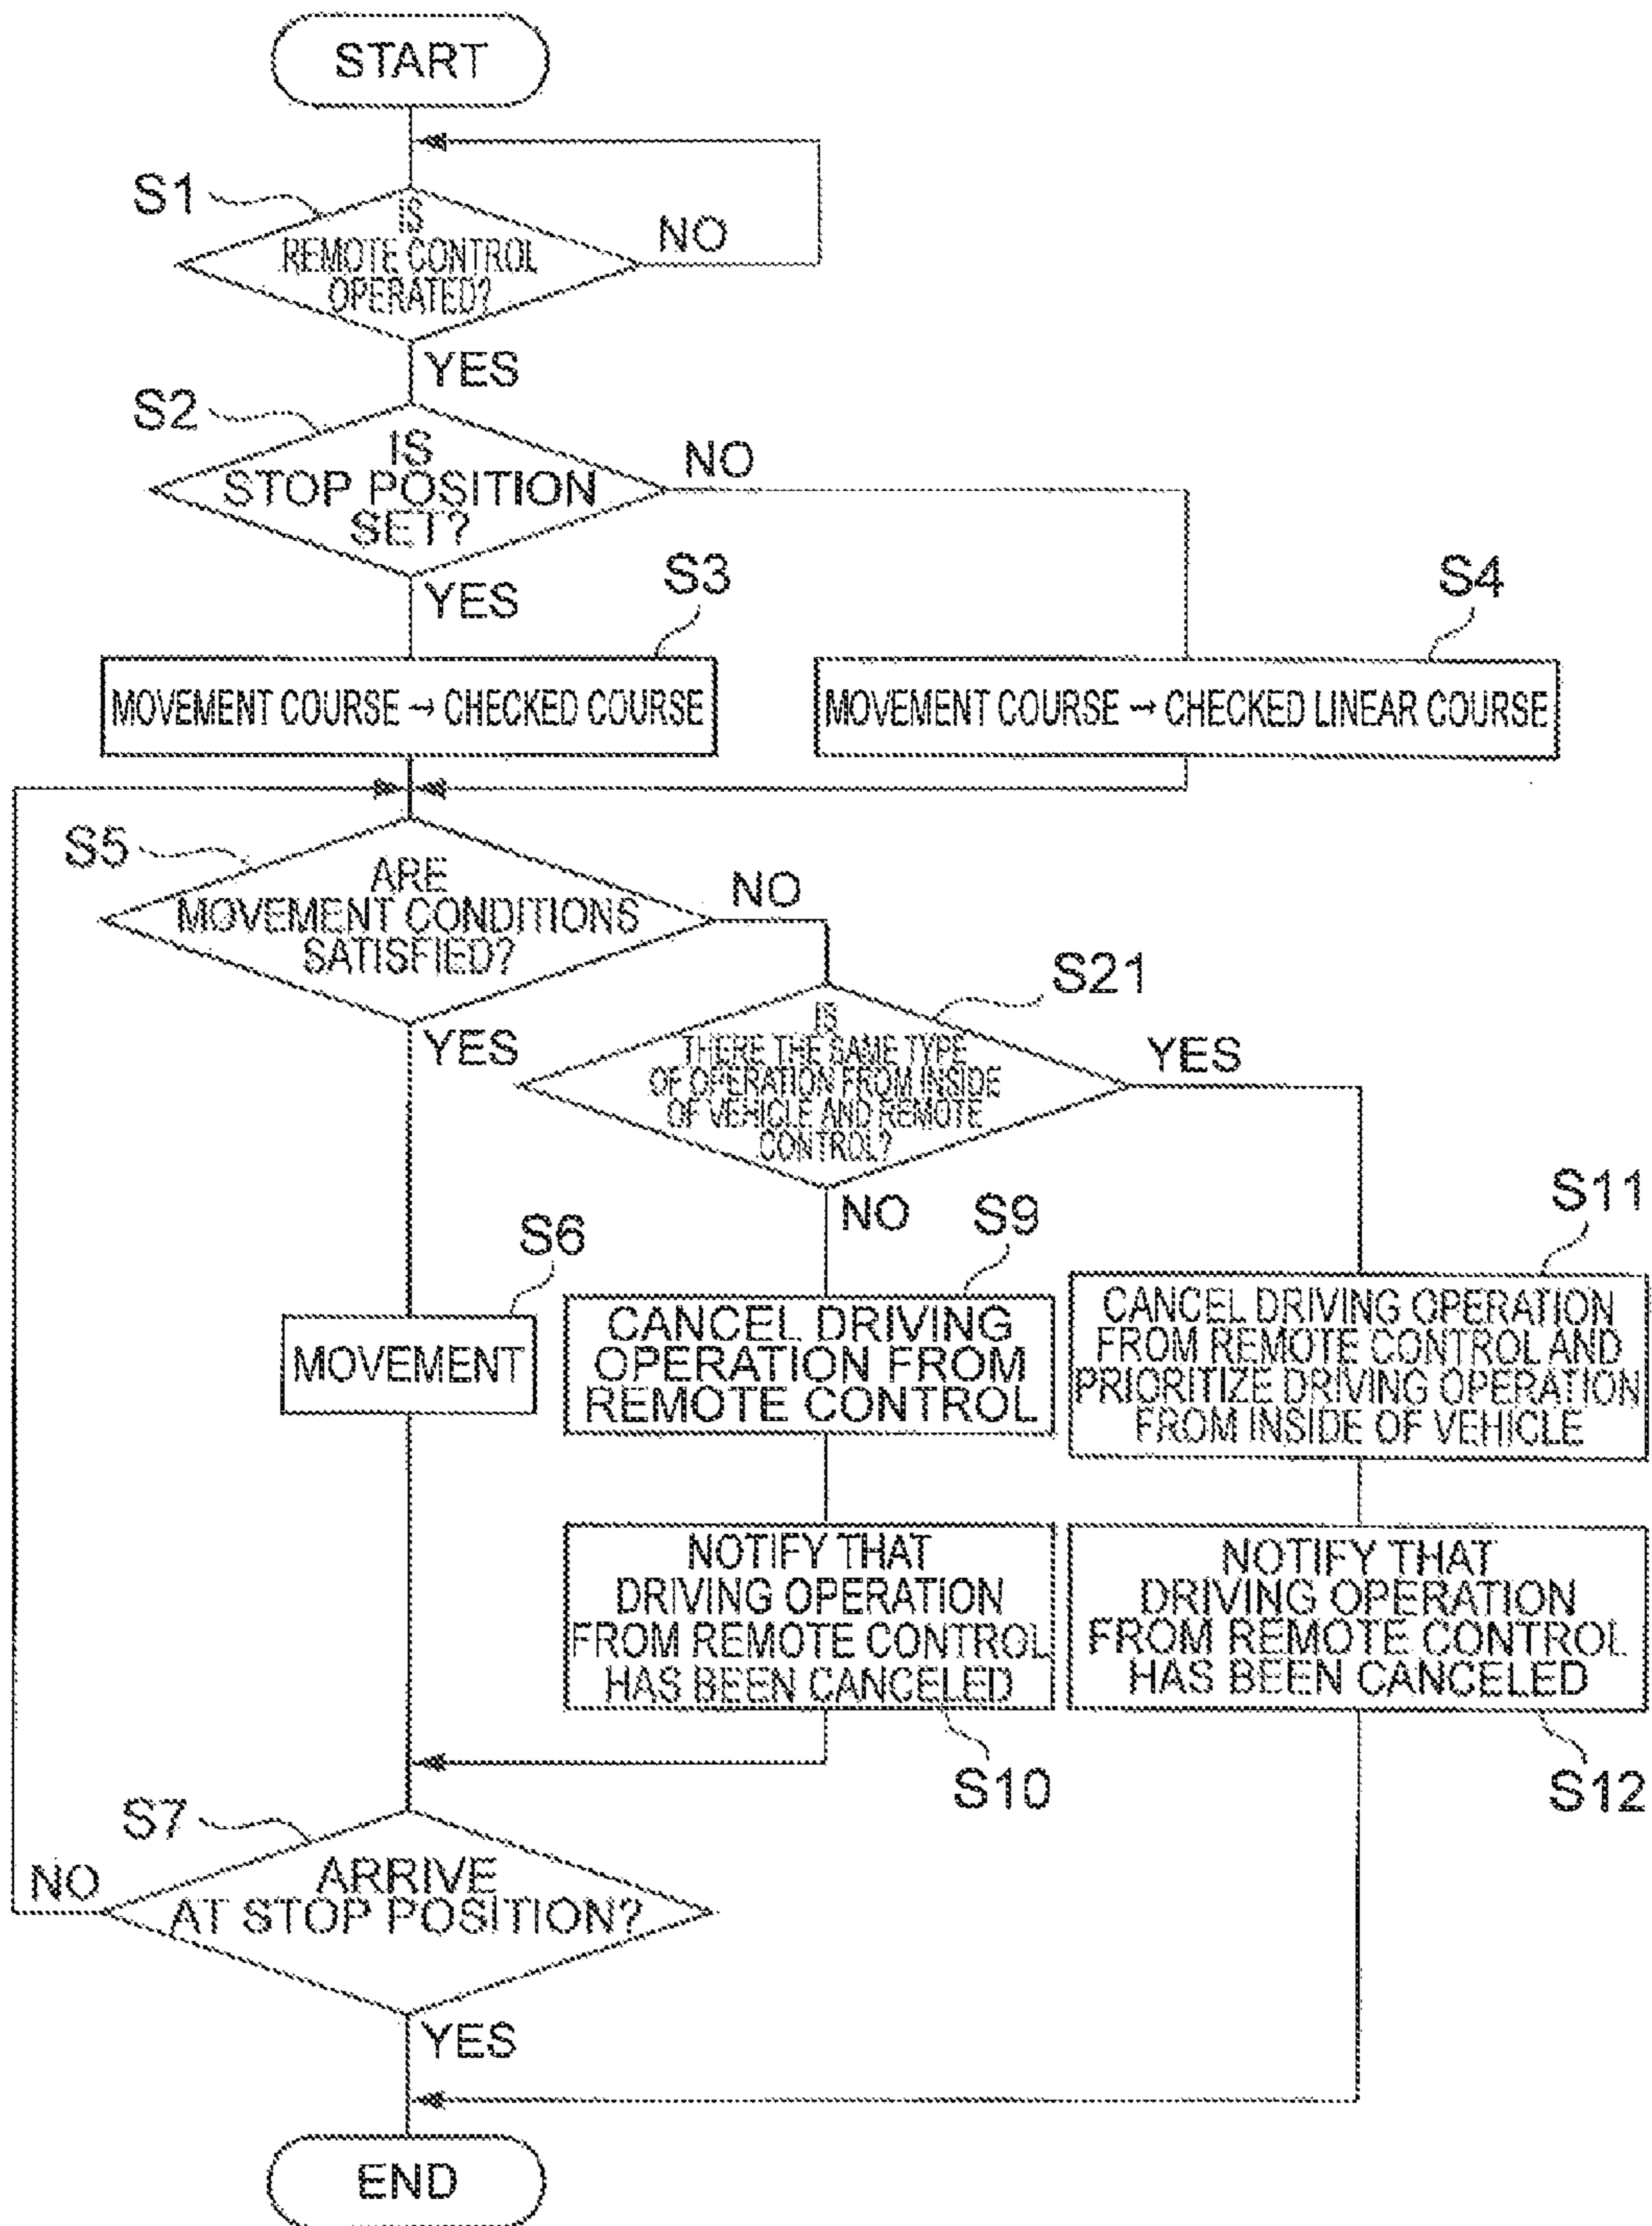 START
S1
IS
REMOTE CONTROL
OPERATED?
NO
YES
S2
IS
STOP POSITION
SET?
NO
YES
S3
S4
MOVEMENT COURSE → CHECKED COURSE
MOVEMENT COURSE → CHECKED LINEAR COURSE
S5
ARE
MOVEMENT CONDITIONS
SATISFIED?
NO
YES
S21
IS
THERE THE SAME TYPE
OF OPERATION FROM INSIDE
OF VEHICLE AND REMOTE
CONTROL?
YES
NO
S6
MOVEMENT
S9
CANCEL DRIVING
OPERATION FROM
REMOTE CONTROL
S11
CANCEL DRIVING OPERATION
FROM REMOTE CONTROL AND
PRIORITIZE DRIVING OPERATION
FROM INSIDE OF VEHICLE
NOTIFY THAT
DRIVING OPERATION
FROM REMOTE CONTROL
HAS BEEN CANCELED
S10
NOTIFY THAT
DRIVING OPERATION
FROM REMOTE CONTROL
HAS BEEN CANCELED
S12
S7
ARRIVE
AT STOP POSITION?
NO
YES
END